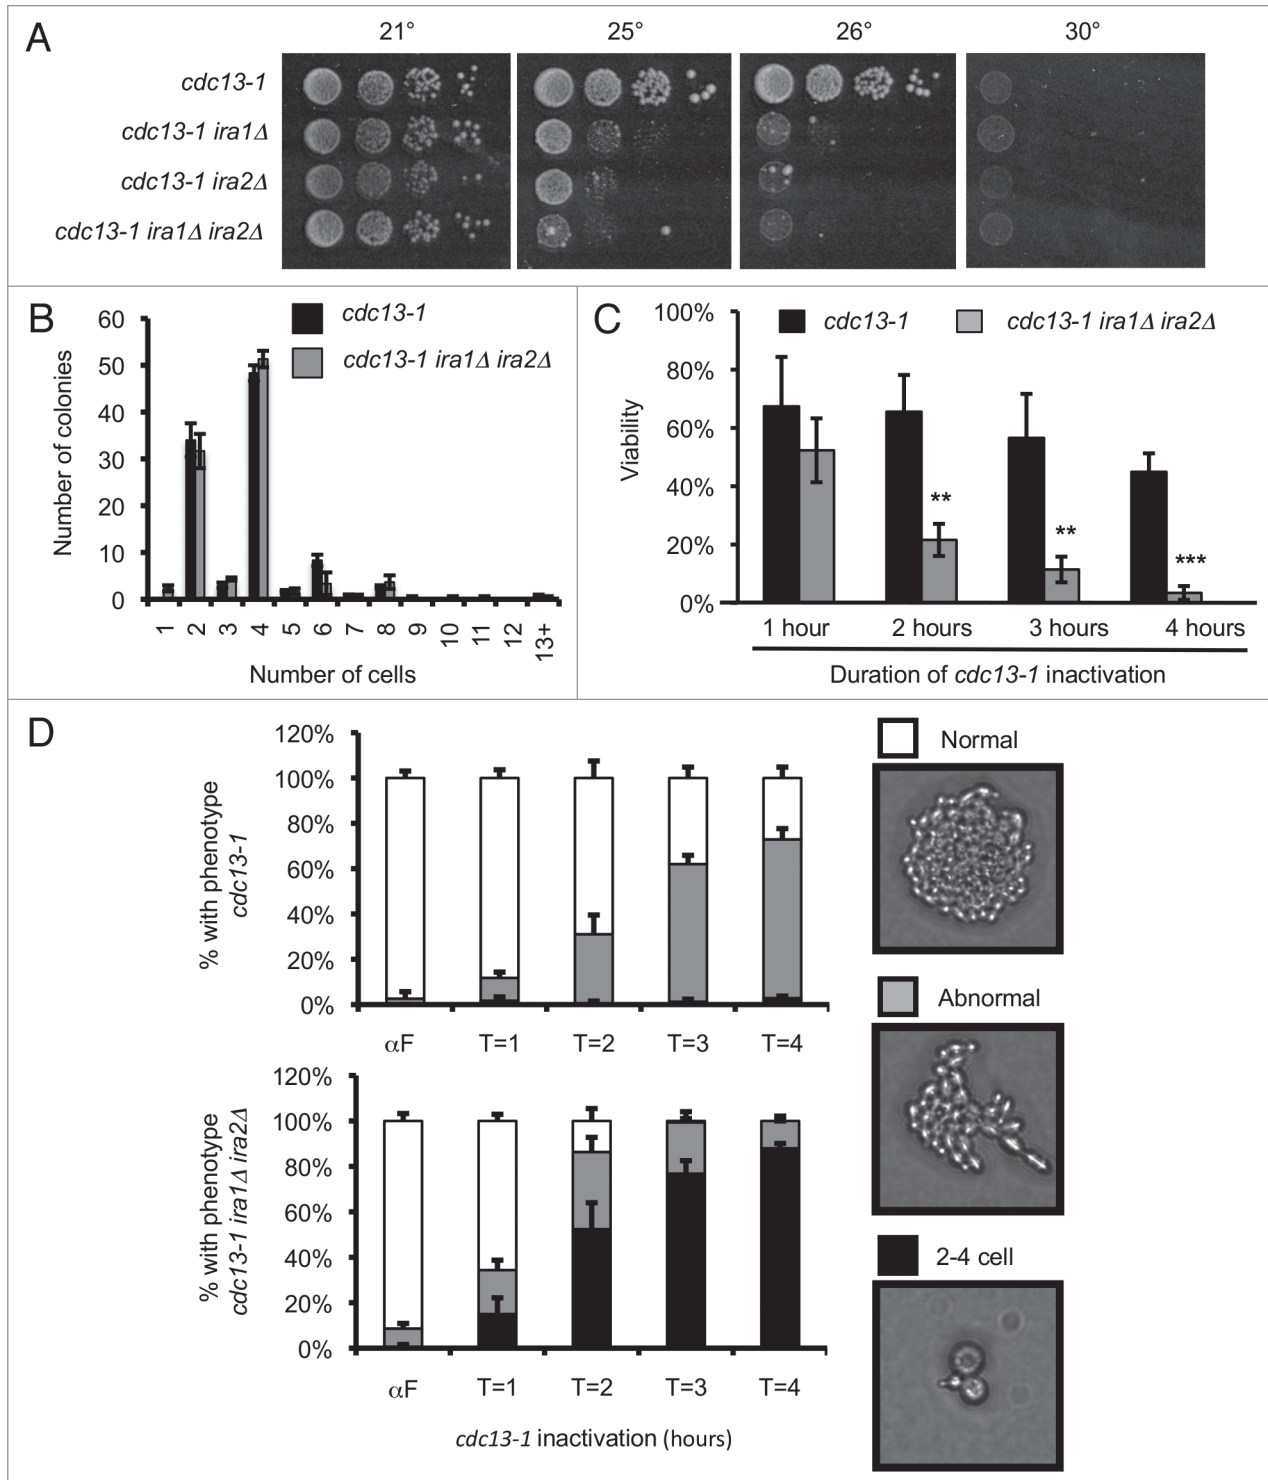 A
21°
25°
26°
30°
cdc13-1
cdc13-1 ira1Δ
cdc13-1 ira2Δ
cdc13-1 ira1Δ ira2Δ
B
cdc13-1
cdc13-1 ira1Δ ira2Δ
Number of colonies
60
50
40
30
20
10
0
1
2
3
4
5
6
7
8
9
10
11
12
13+
Number of cells
C
cdc13-1
cdc13-1 ira1Δ ira2Δ
Viability
100%
80%
60%
40%
20%
0%
**
**
***
1 hour
2 hours
3 hours
4 hours
Duration of cdc13-1 inactivation
D
% with phenotype
cdc13-1
120%
100%
80%
60%
40%
20%
0%
αF
T=1
T=2
T=3
T=4
% with phenotype
cdc13-1 ira1Δ ira2Δ
120%
100%
80%
60%
40%
20%
0%
αF
T=1
T=2
T=3
T=4
cdc13-1 inactivation (hours)
Normal
Abnormal
2-4 cell